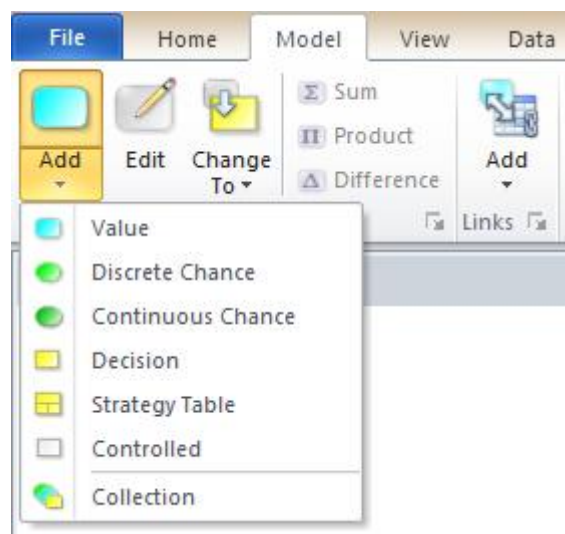 File Home Model View Data
Add Edit Change To
Σ Sum
Π Product
Δ Difference
Add
Links
Value
Discrete Chance
Continuous Chance
Decision
Strategy Table
Controlled
Collection